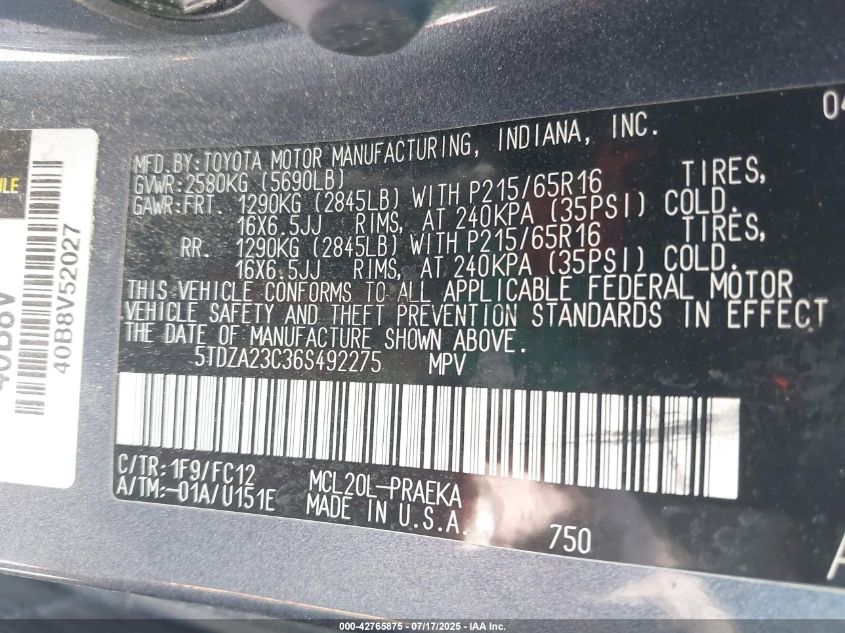 04
MFD.BY:TOYOTA MOTOR MANUFACTURING, INDIANA, INC.
GVWR:2580KG (5690LB)
GAWR:FRT. 1290KG (2845LB) WITH P215/65R16 TIRES,
16X6.5JJ RIMS, AT 240KPA (35PSI) COLD.
RR. 1290KG (2845LB) WITH P215/65R16 TIRES,
16X6.5JJ RIMS, AT 240KPA (35PSI) COLD.
THIS VEHICLE CONFORMS TO ALL APPLICABLE FEDERAL MOTOR
VEHICLE SAFETY AND THEFT PREVENTION STANDARDS IN EFFECT
THE DATE OF MANUFACTURE SHOWN ABOVE.
5TDZA23C36S492275 MPV
C/TR:1F9/FC12
A/TM:-01A/U151E
MCL20L-PRAEKA
MADE IN U.S.A.
750
40B8V
40B8V52027
000-42765875 / 07/17/2025 - IAA Inc.